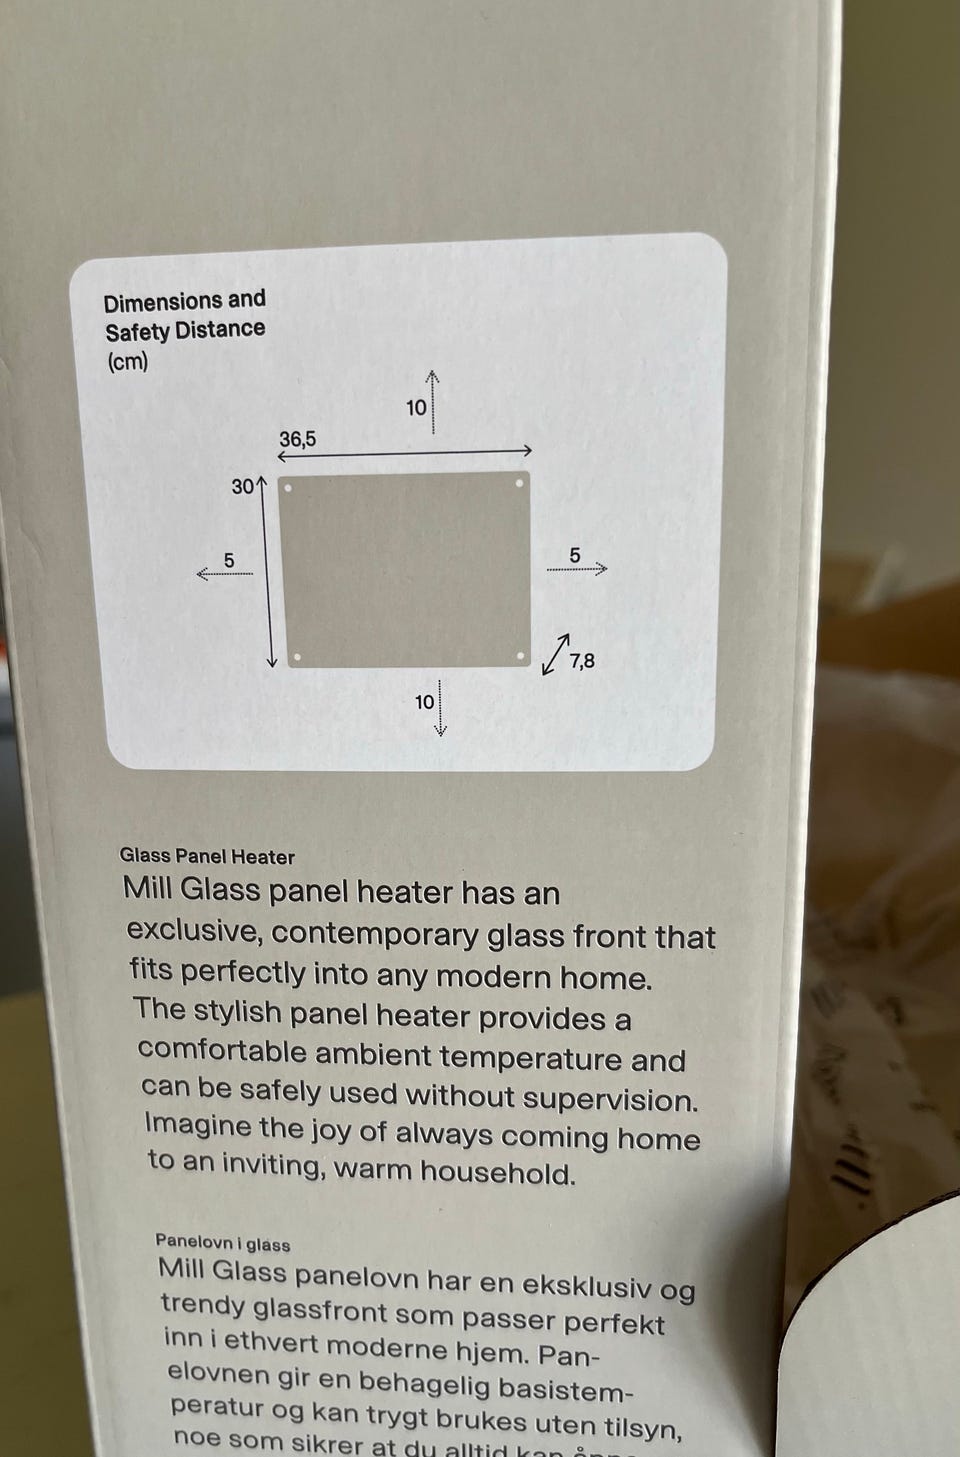 Dimensions and
Safety Distance
(cm)
10
36,5
30
5
5
7,8
10
Glass Panel Heater
Mill Glass panel heater has an
exclusive, contemporary glass front that
fits perfectly into any modern home.
The stylish panel heater provides a
comfortable ambient temperature and
can be safely used without supervision.
Imagine the joy of always coming home
to an inviting, warm household.
Panelovn i glass
Mill Glass panelovn har en eksklusiv og
trendy glassfront som passer perfekt
inn i ethvert moderne hjem. Pan-
elovnen gir en behagelig basistem-
peratur og kan trygt brukes uten tilsyn,
noe som sikrer at du alltid kan